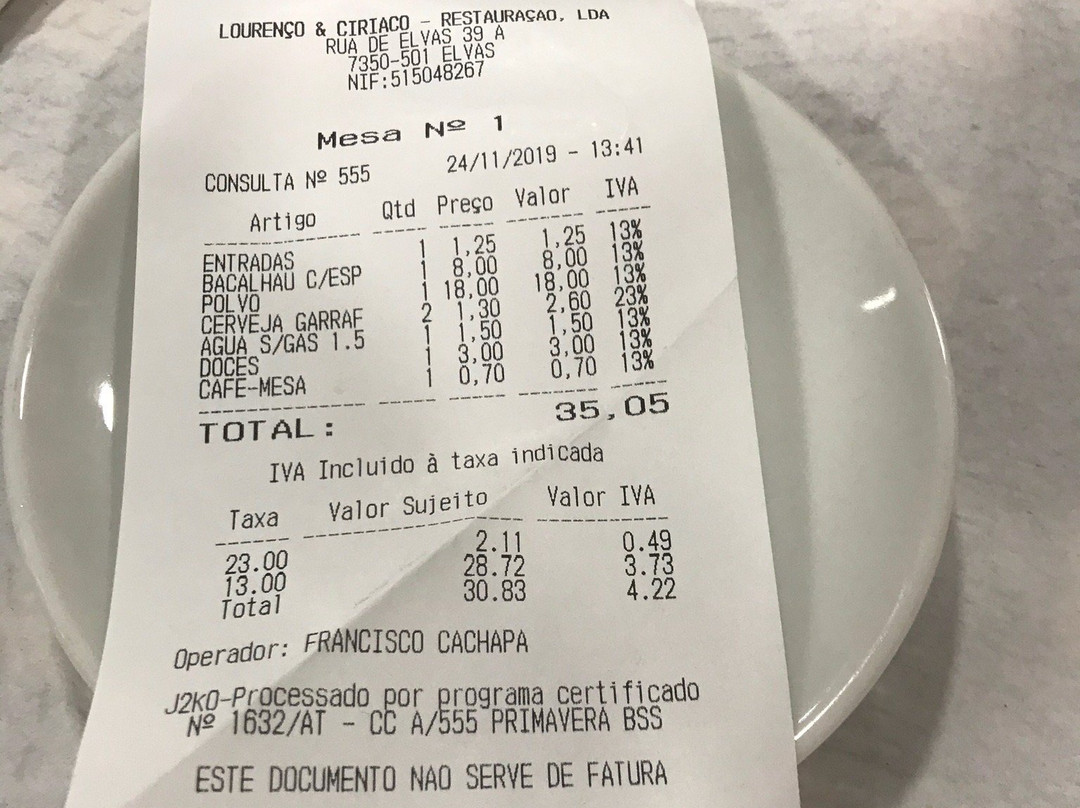 LOURENÇO & CIRIACO - RESTAURAÇAO, LDA
RUA DE ELVAS 39 A
7350-501 ELVAS
NIF:515048267
Mesa Nº 1
CONSULTA Nº 555 24/11/2019 - 13:41
Artigo Qtd Preço Valor IVA
ENTRADAS 1 1,25 1,25 13%
BACALHAU C/ESP 1 8,00 8,00 13%
POLVO 1 18,00 18,00 13%
CERVEJA GARRAF 2 1,30 2,60 23%
AGUA S/GAS 1.5 1 1,50 1,50 13%
DOCES 1 3,00 3,00 13%
CAFE-MESA 1 0,70 0,70 13%
TOTAL: 35,05
IVA Incluido à taxa indicada
Taxa Valor Sujeito Valor IVA
23.00 2.11 0.49
13.00 28.72 3.73
Total 30.83 4.22
Operador: FRANCISCO CACHAPA
J2KO-Processado por programa certificado
Nº 1632/AT - CC A/555 PRIMAVERA BSS
ESTE DOCUMENTO NAO SERVE DE FATURA